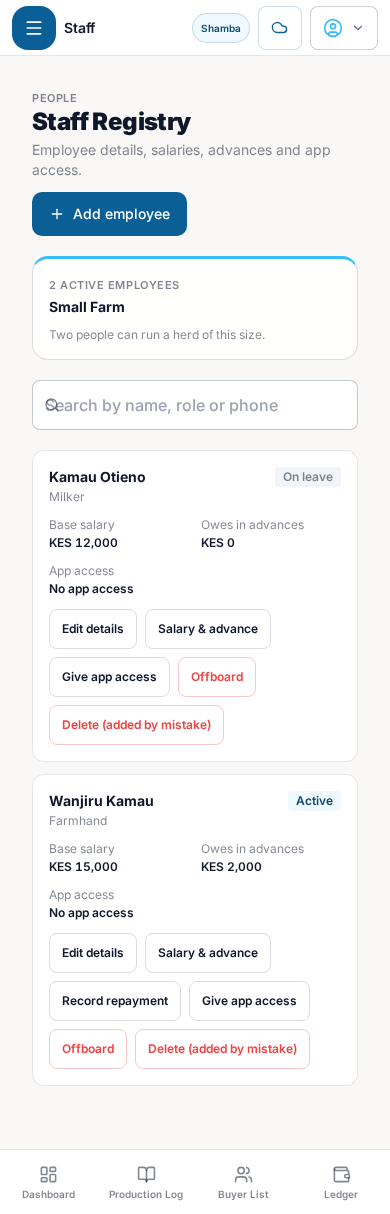 Staff
Shamba
PEOPLE
Staff Registry
Employee details, salaries, advances and app
access.
Add employee
2 ACTIVE EMPLOYEES
Small Farm
Two people can run a herd of this size.
Search by name, role or phone
Kamau Otieno
On leave
Milker
Base salary
Owes in advances
KES 12,000
KES 0
App access
No app access
Edit details
Salary & advance
Give app access
Offboard
Delete (added by mistake)
Wanjiru Kamau
Active
Farmhand
Base salary
Owes in advances
KES 15,000
KES 2,000
App access
No app access
Edit details
Salary & advance
Record repayment
Give app access
Offboard
Delete (added by mistake)
Dashboard
Production Log
Buyer List
Ledger